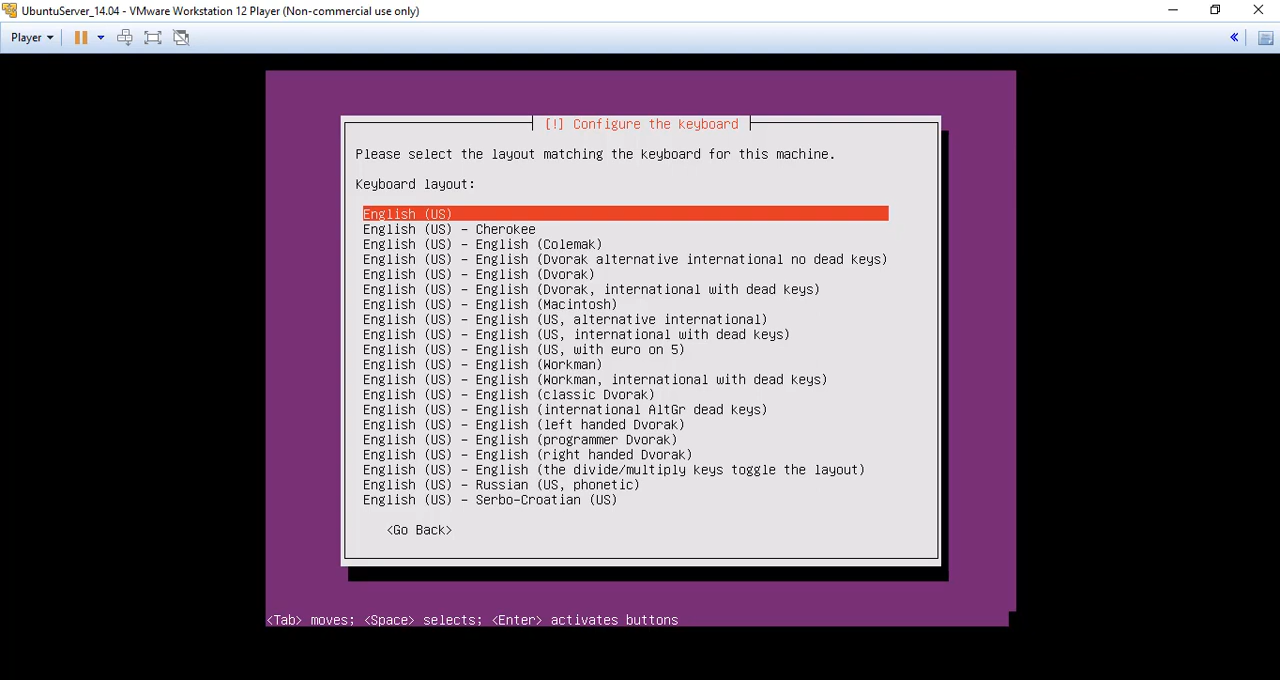 UbuntuServer_14.04 - VMware Workstation 12 Player (Non-commercial use only)
Player
[!] Configure the keyboard
Please select the layout matching the keyboard for this machine.
Keyboard layout:
English (US)
English (US) - Cherokee
English (US) - English (Colemak)
English (US) - English (Dvorak alternative international no dead keys)
English (US) - English (Dvorak)
English (US) - English (Dvorak, international with dead keys)
English (US) - English (Macintosh)
English (US) - English (US, alternative international)
English (US) - English (US, international with dead keys)
English (US) - English (US, with euro on 5)
English (US) - English (Workman)
English (US) - English (Workman, international with dead keys)
English (US) - English (classic Dvorak)
English (US) - English (international AltGr dead keys)
English (US) - English (left handed Dvorak)
English (US) - English (programmer Dvorak)
English (US) - English (right handed Dvorak)
English (US) - English (the divide/multiply keys toggle the layout)
English (US) - Russian (US, phonetic)
English (US) - Serbo-Croatian (US)
<Go Back>
<Tab> moves; <Space> selects; <Enter> activates buttons